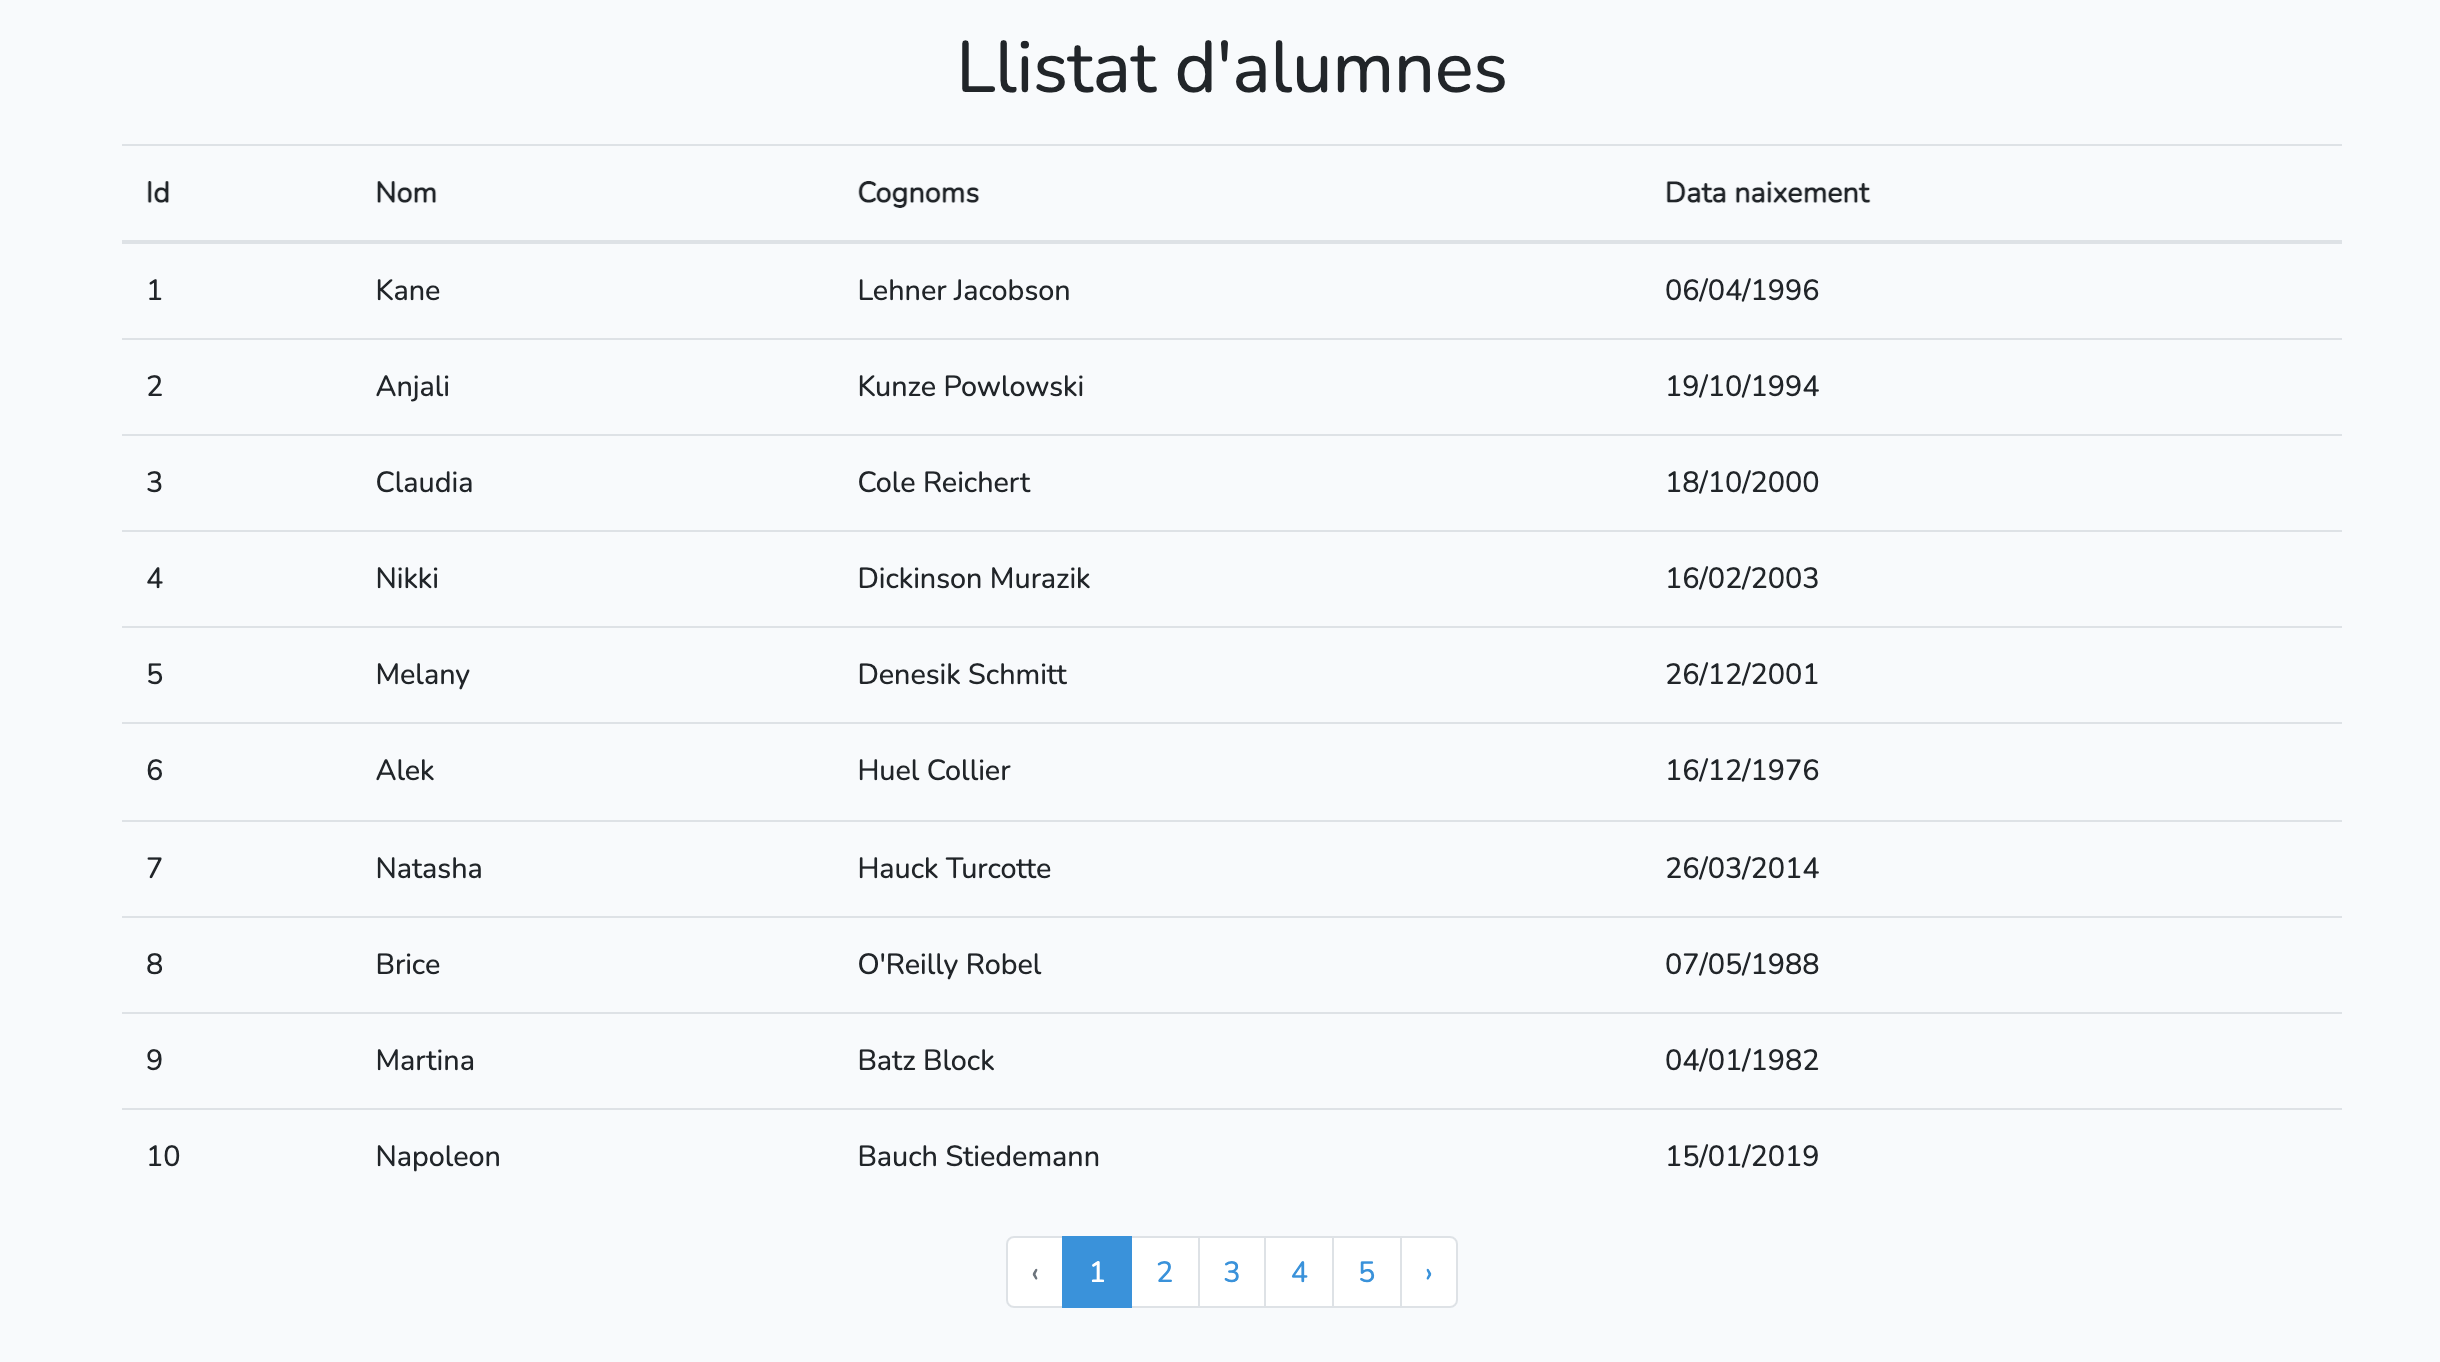 Llistat d'alumnes
Id Nom Cognoms Data naixement
1 Kane Lehner Jacobson 06/04/1996
2 Anjali Kunze Powlowski 19/10/1994
3 Claudia Cole Reichert 18/10/2000
4 Nikki Dickinson Murazik 16/02/2003
5 Melany Denesik Schmitt 26/12/2001
6 Alek Huel Collier 16/12/1976
7 Natasha Hauck Turcotte 26/03/2014
8 Brice O'Reilly Robel 07/05/1988
9 Martina Batz Block 04/01/1982
10 Napoleon Bauch Stiedemann 15/01/2019
‹ 1 2 3 4 5 ›